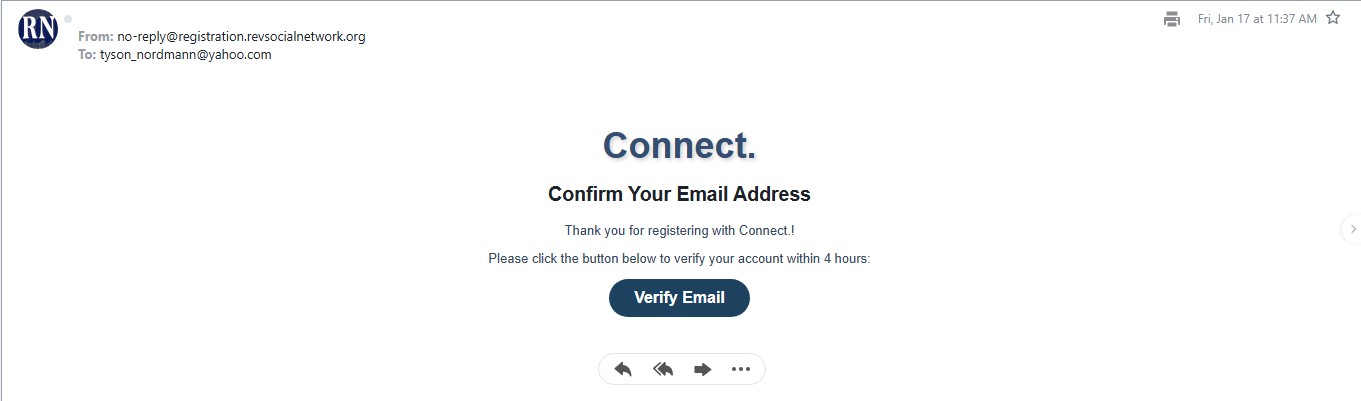 RN
Fri, Jan 17 at 11:37 AM
From: no-reply@registration.revsocialnetwork.org
To: tyson_nordmann@yahoo.com
Connect.
Confirm Your Email Address
Thank you for registering with Connect.!
Please click the button below to verify your account within 4 hours:
Verify Email